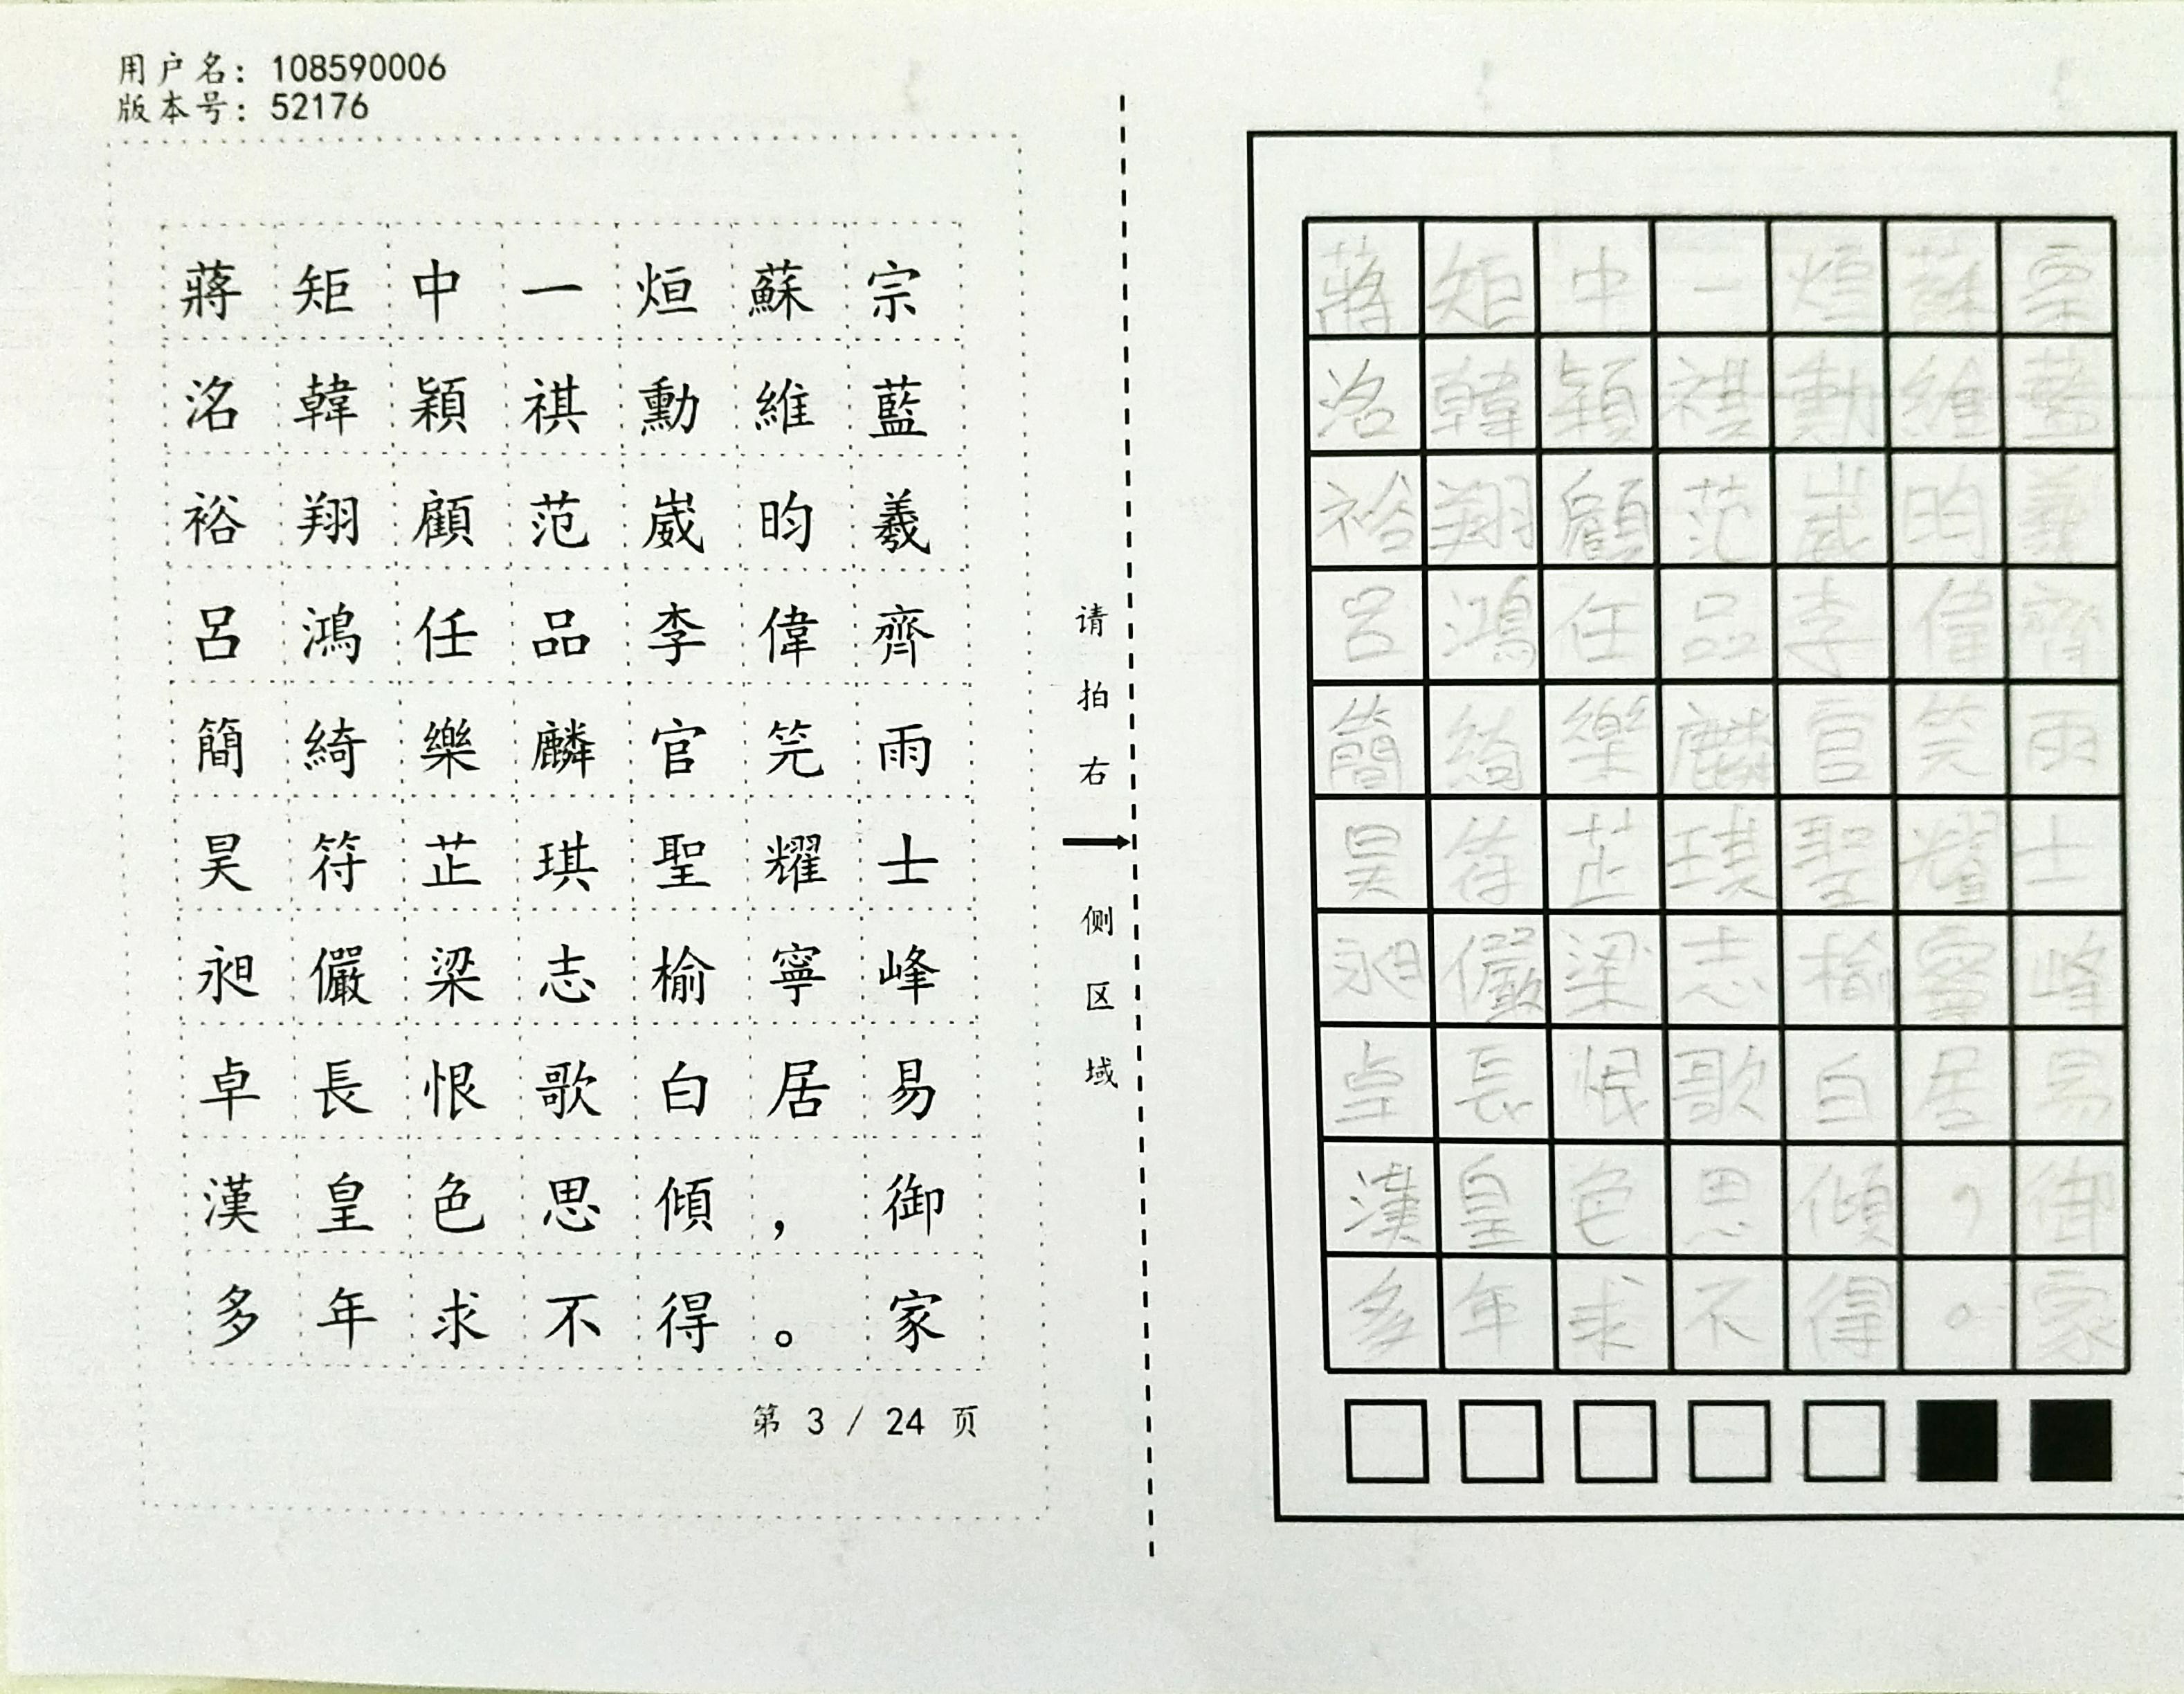 用户名：108590006
版本号：52176
蔣矩中一烜蘇宗
洺韓穎祺勳維藍
裕翔顧范崴昀羲
呂鴻任品李偉齊
簡綺樂麟官笎雨
昊符芷琪聖耀士
昶儼梁志榆寧峰
卓長恨歌白居易
漢皇色思傾，御
多年求不得。家
第 3 / 24 页
请拍右侧区域
蔣矩中一烜蘇宗
洺韓穎祺勳維藍
裕翔顧范崴昀羲
呂鴻任品李偉齊
簡綺樂麟官笎雨
昊符芷琪聖耀士
昶儼梁志榆寧峰
卓長恨歌白居易
漢皇色思傾，御
多年求不得。家